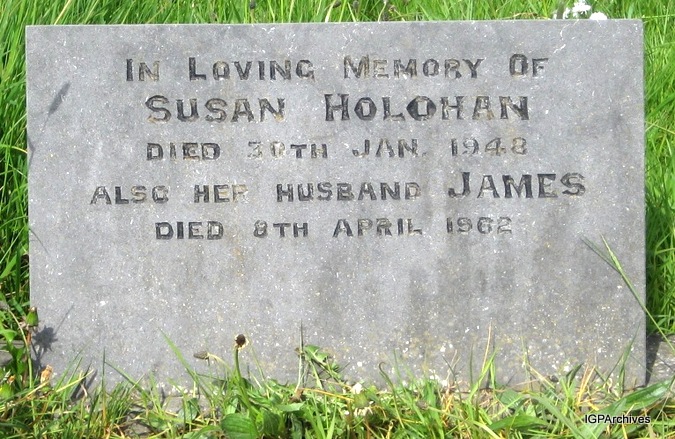 IN LOVING MEMORY OF
SUSAN HOLOHAN
DIED 30TH JAN. 1948
ALSO HER HUSBAND JAMES
DIED 8TH APRIL 1962
IGPArchives